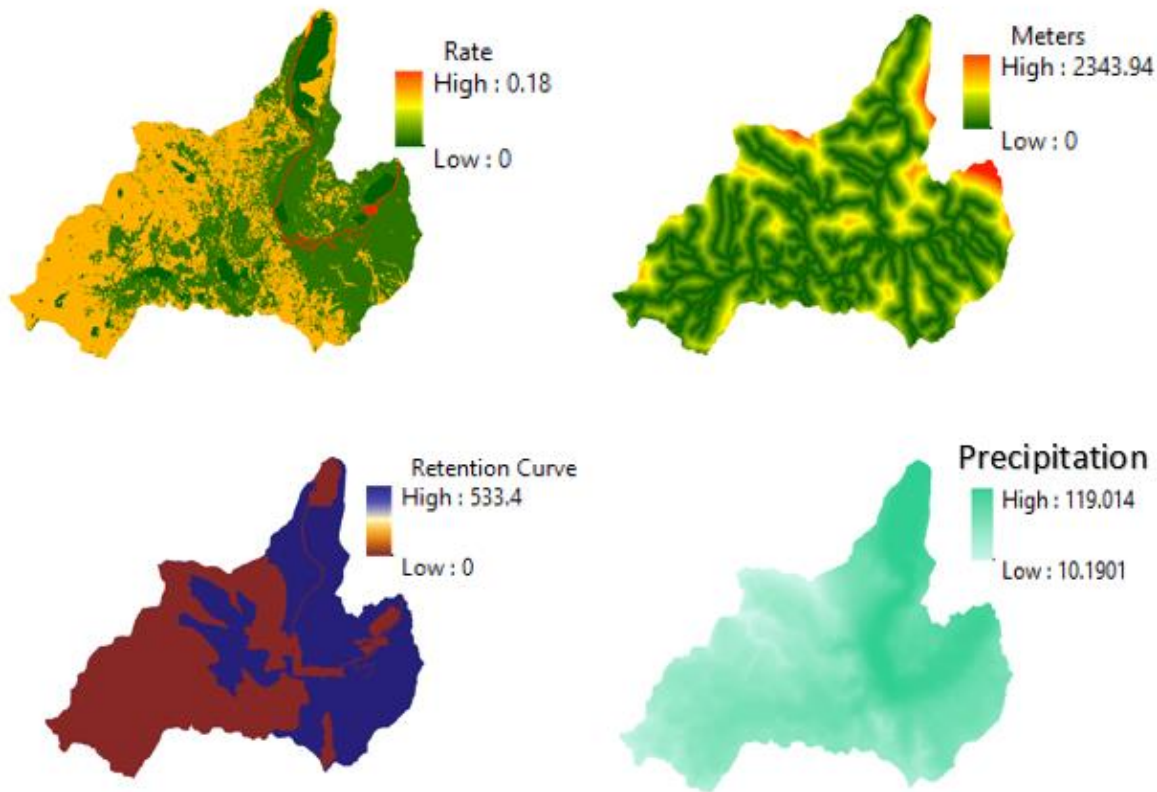 Rate
High : 0.18
Low : 0
Meters
High : 2343.94
Low : 0
Retention Curve
High : 533.4
Low : 0
Precipitation
High : 119.014
Low : 10.1901